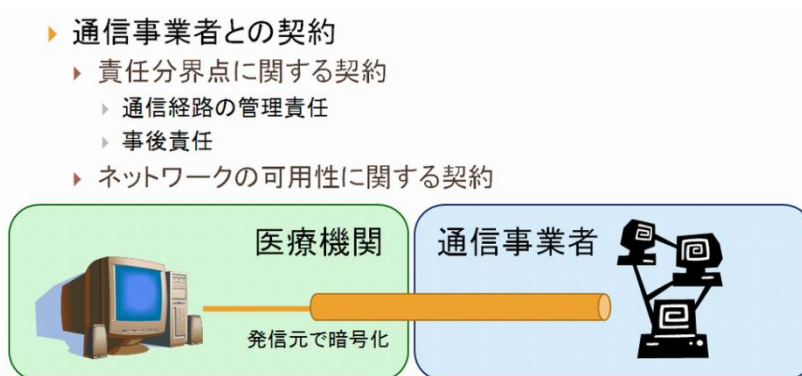 通信事業者との契約
責任分界点に関する契約
通信経路の管理責任
事後責任
ネットワークの可用性に関する契約
医療機関
通信事業者
発信元で暗号化